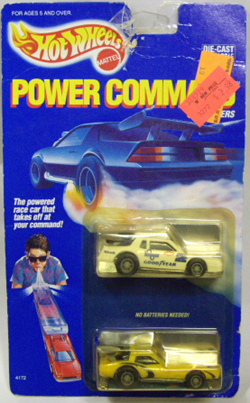 FOR AGES 5 AND OVER.
Hot Wheels
MATTEL
DIE-CAST
POWER COMMAND
The powered
race car that
takes off at
your command!
GOODYEAR
NO BATTERIES NEEDED!
4172